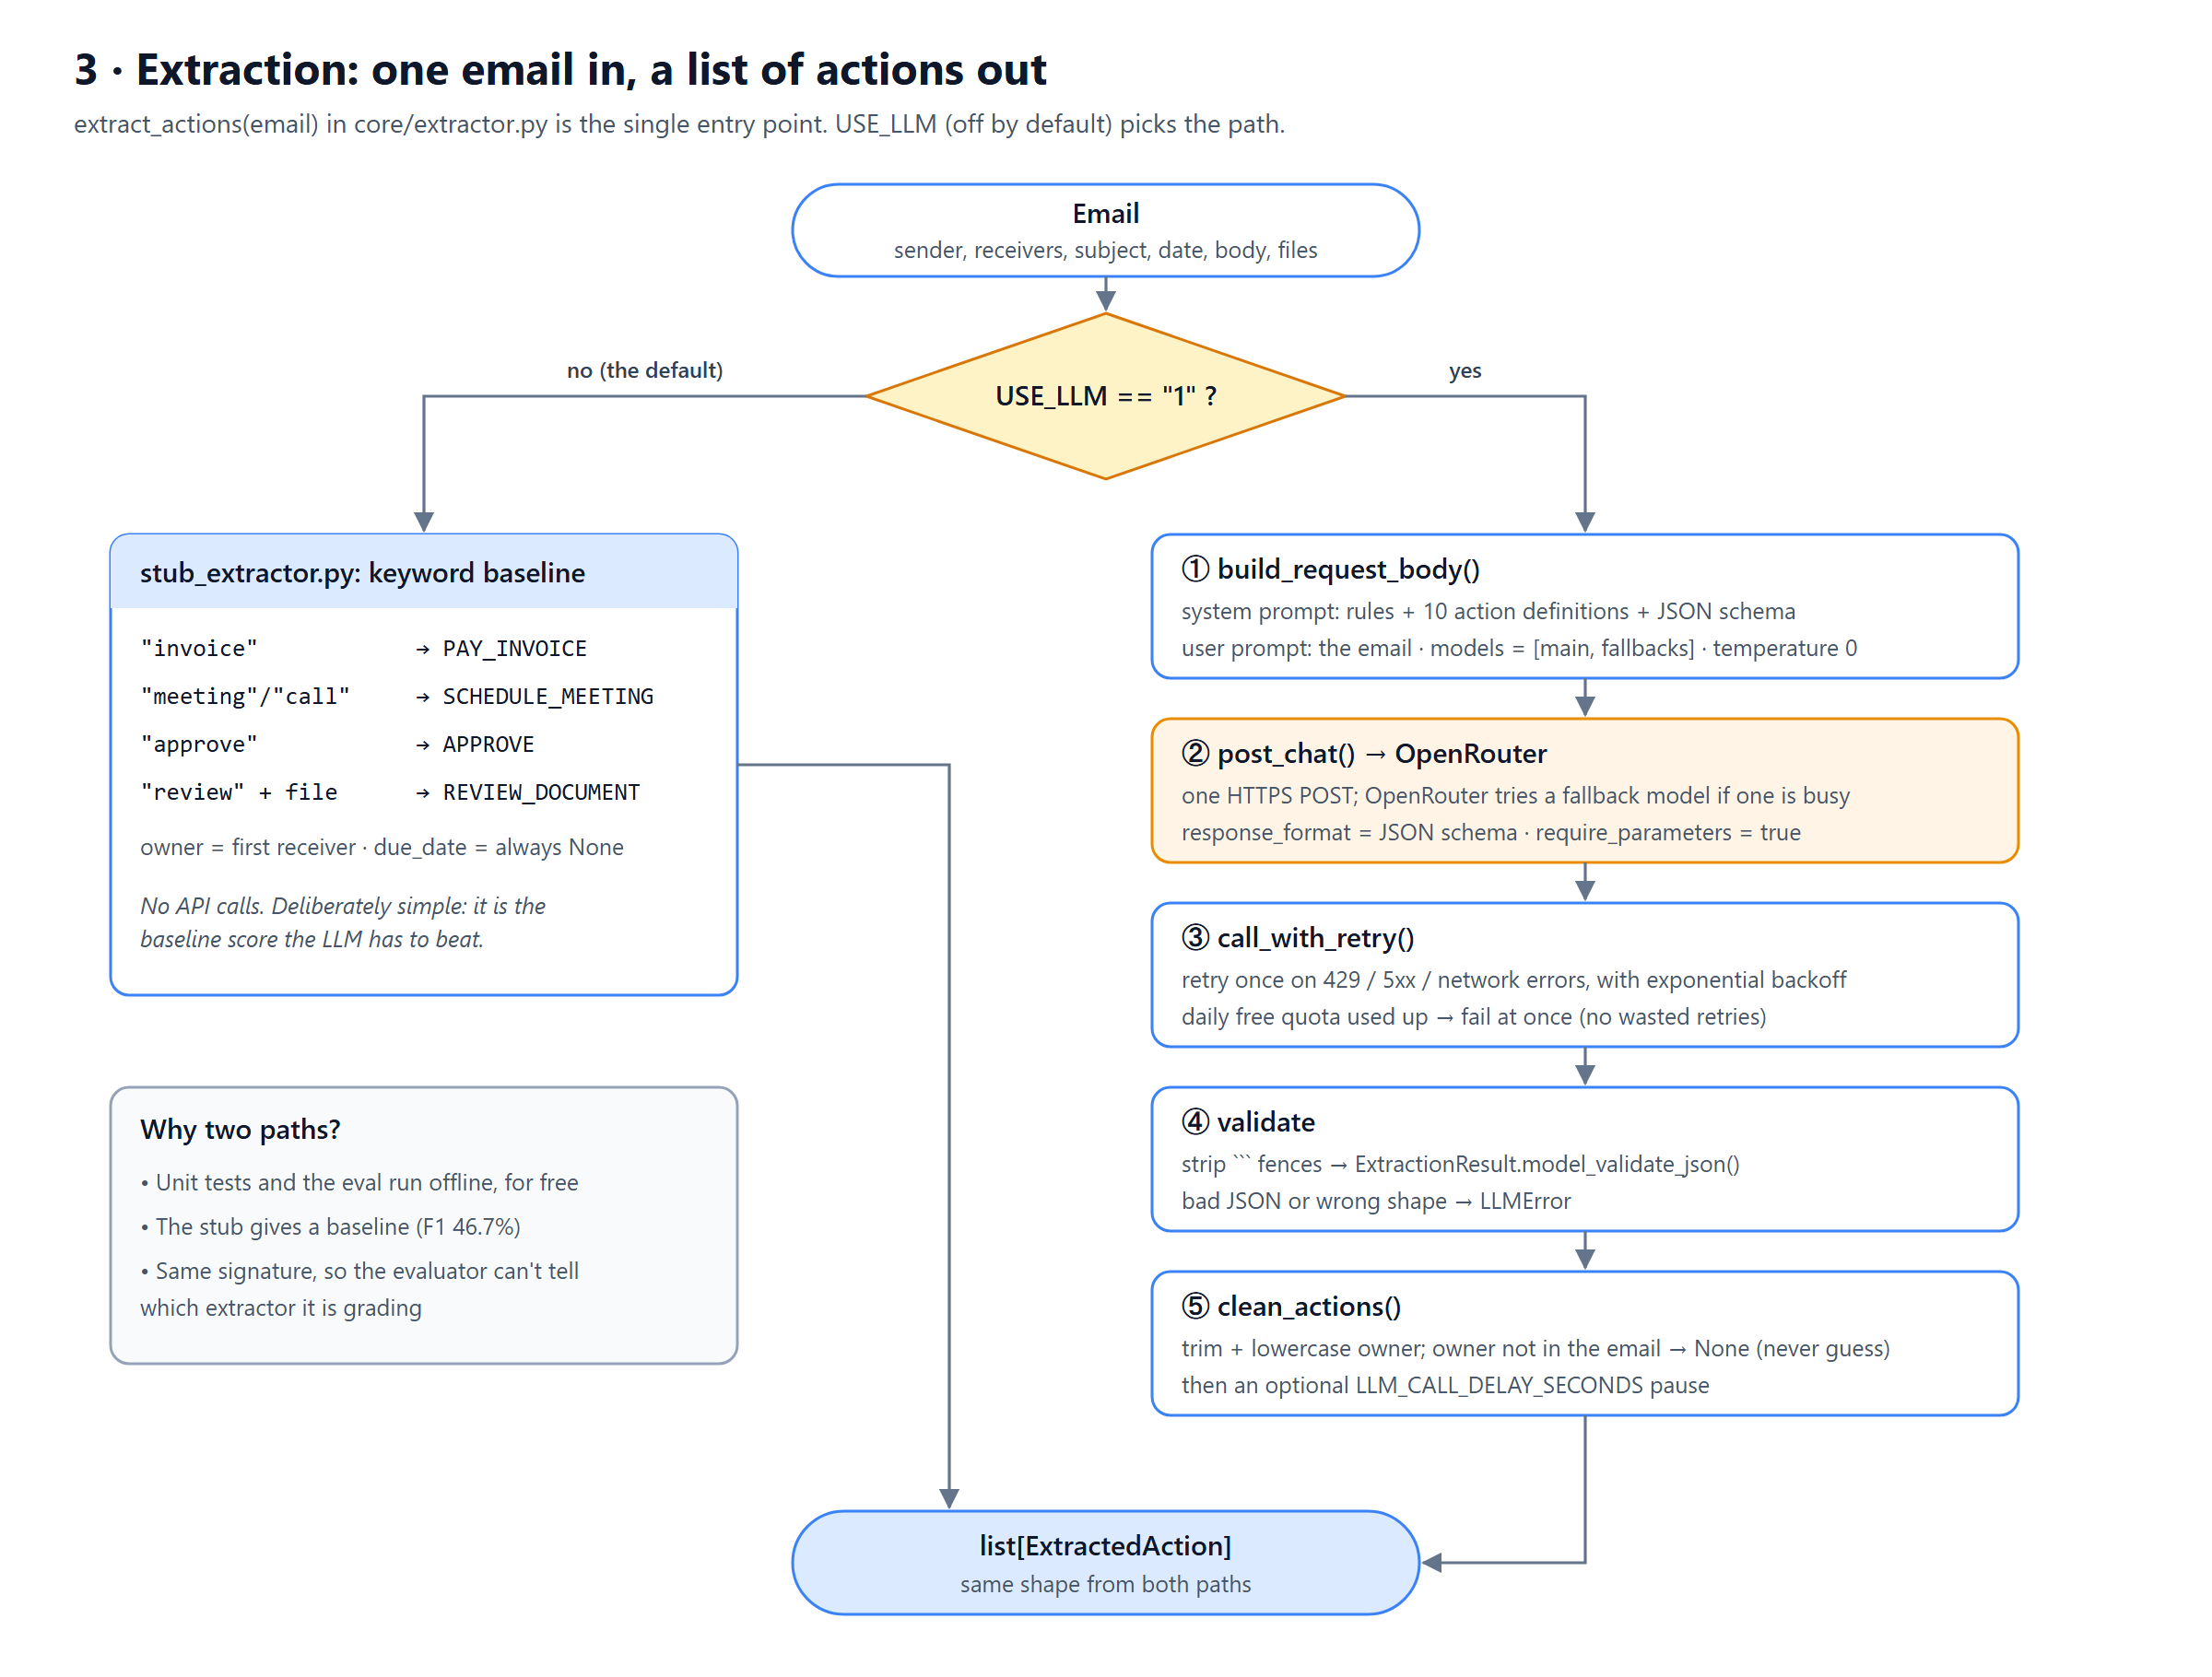 3 · Extraction: one email in, a list of actions out
extract_actions(email) in core/extractor.py is the single entry point. USE_LLM (off by default) picks the path.
Email
sender, receivers, subject, date, body, files
USE_LLM == "1" ?
no (the default)
yes
stub_extractor.py: keyword baseline
"invoice" → PAY_INVOICE
"meeting"/"call" → SCHEDULE_MEETING
"approve" → APPROVE
"review" + file → REVIEW_DOCUMENT
owner = first receiver · due_date = always None
No API calls. Deliberately simple: it is the
baseline score the LLM has to beat.
Why two paths?
• Unit tests and the eval run offline, for free
• The stub gives a baseline (F1 46.7%)
• Same signature, so the evaluator can't tell
which extractor it is grading
① build_request_body()
system prompt: rules + 10 action definitions + JSON schema
user prompt: the email · models = [main, fallbacks] · temperature 0
② post_chat() → OpenRouter
one HTTPS POST; OpenRouter tries a fallback model if one is busy
response_format = JSON schema · require_parameters = true
③ call_with_retry()
retry once on 429 / 5xx / network errors, with exponential backoff
daily free quota used up → fail at once (no wasted retries)
④ validate
strip ``` fences → ExtractionResult.model_validate_json()
bad JSON or wrong shape → LLMError
⑤ clean_actions()
trim + lowercase owner; owner not in the email → None (never guess)
then an optional LLM_CALL_DELAY_SECONDS pause
list[ExtractedAction]
same shape from both paths